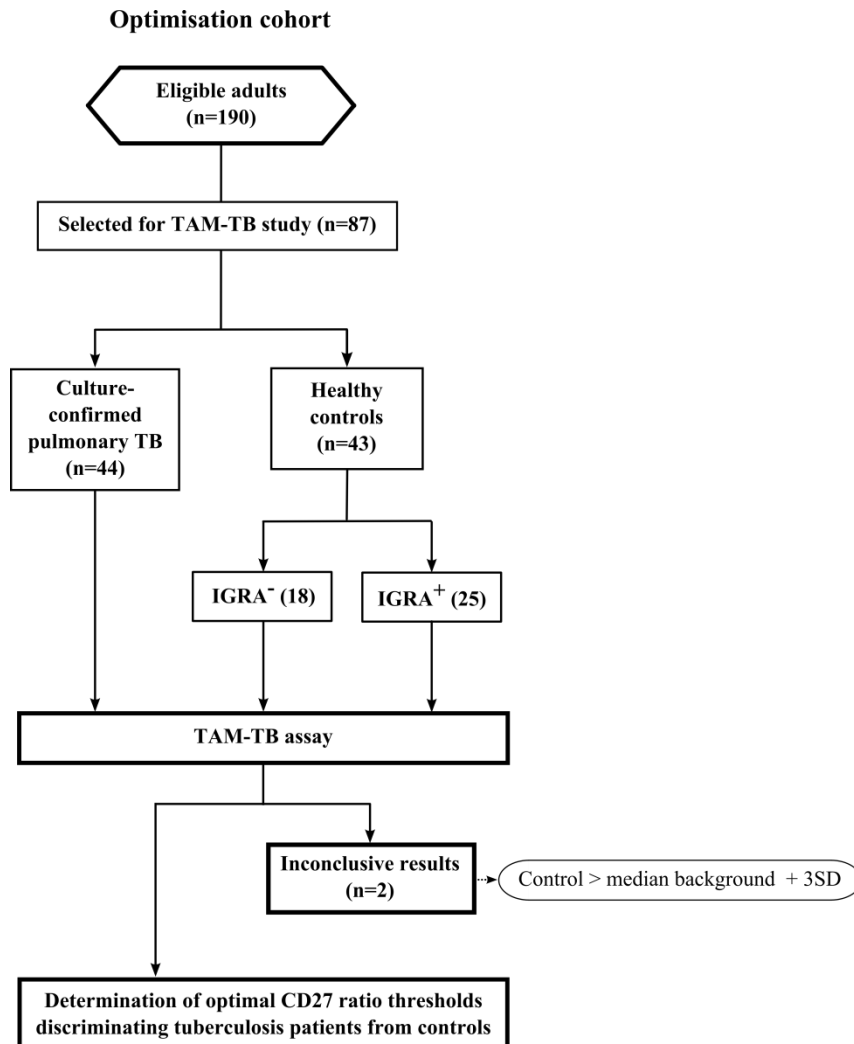 Optimisation cohort
Eligible adults
(n=190)
Selected for TAM-TB study (n=87)
Culture-
confirmed
pulmonary TB
(n=44)
Healthy
controls
(n=43)
IGRA⁻ (18)
IGRA⁺ (25)
TAM-TB assay
Inconclusive results
(n=2)
Control > median background + 3SD
Determination of optimal CD27 ratio thresholds
discriminating tuberculosis patients from controls